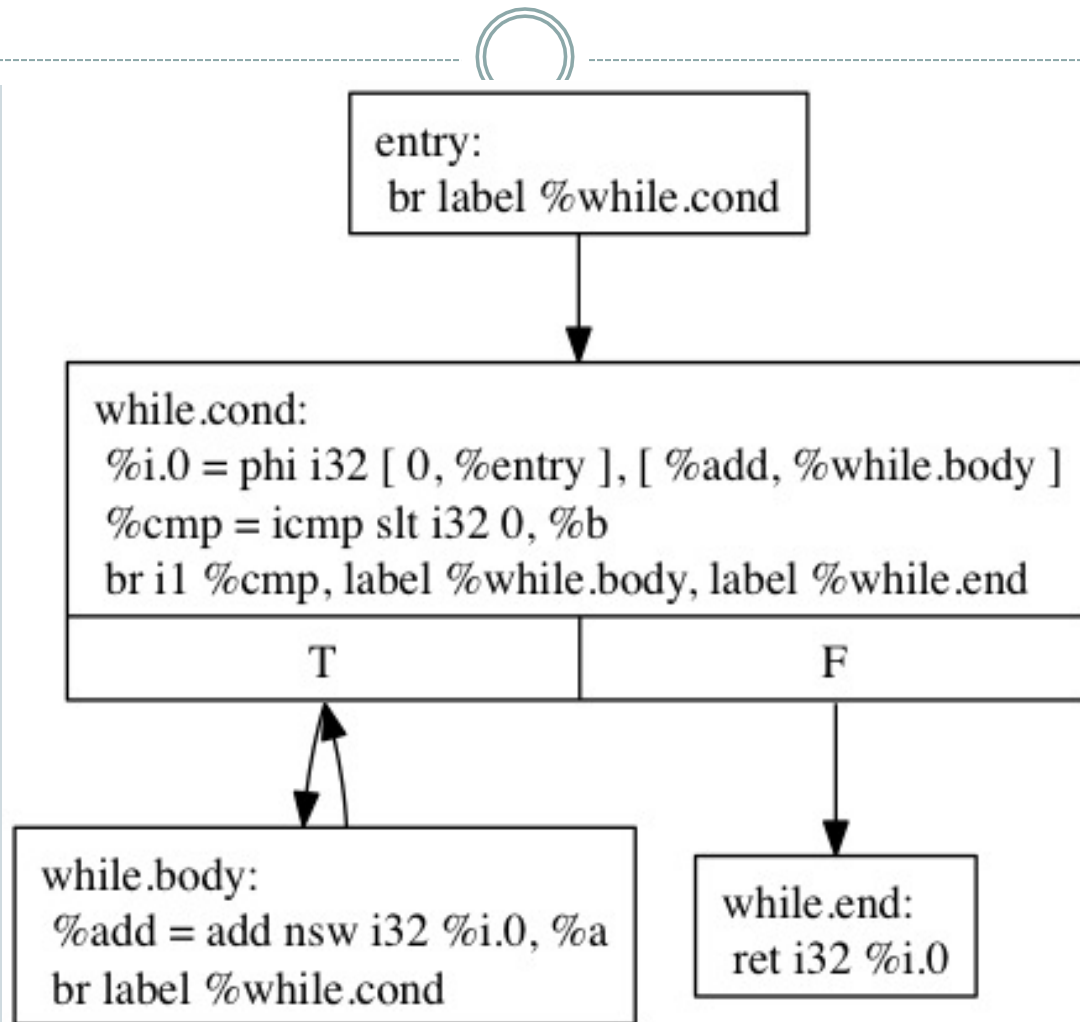 entry:
br label %while.cond
while.cond:
%i.0 = phi i32 [ 0, %entry ], [ %add, %while.body ]
%cmp = icmp slt i32 0, %b
br i1 %cmp, label %while.body, label %while.end
T
F
while.body:
%add = add nsw i32 %i.0, %a
br label %while.cond
while.end:
ret i32 %i.0